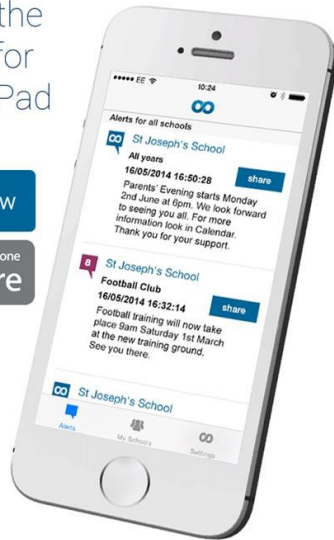 the
for
Pad
w
one
re
EE
10:24
Alerts for all schools
St Joseph's School
All years
16/05/2014 16:50:28
share
Parents' Evening starts Monday
2nd June at 6pm. We look forward
to seeing you all. For more
information look in Calendar.
Thank you for your support.
8
St Joseph's School
Football Club
16/05/2014 16:32:14
share
Football training will now take
place 9am Saturday 1st March
at the new training ground.
See you there.
St Joseph's School
Alerts
My Schools
Settings